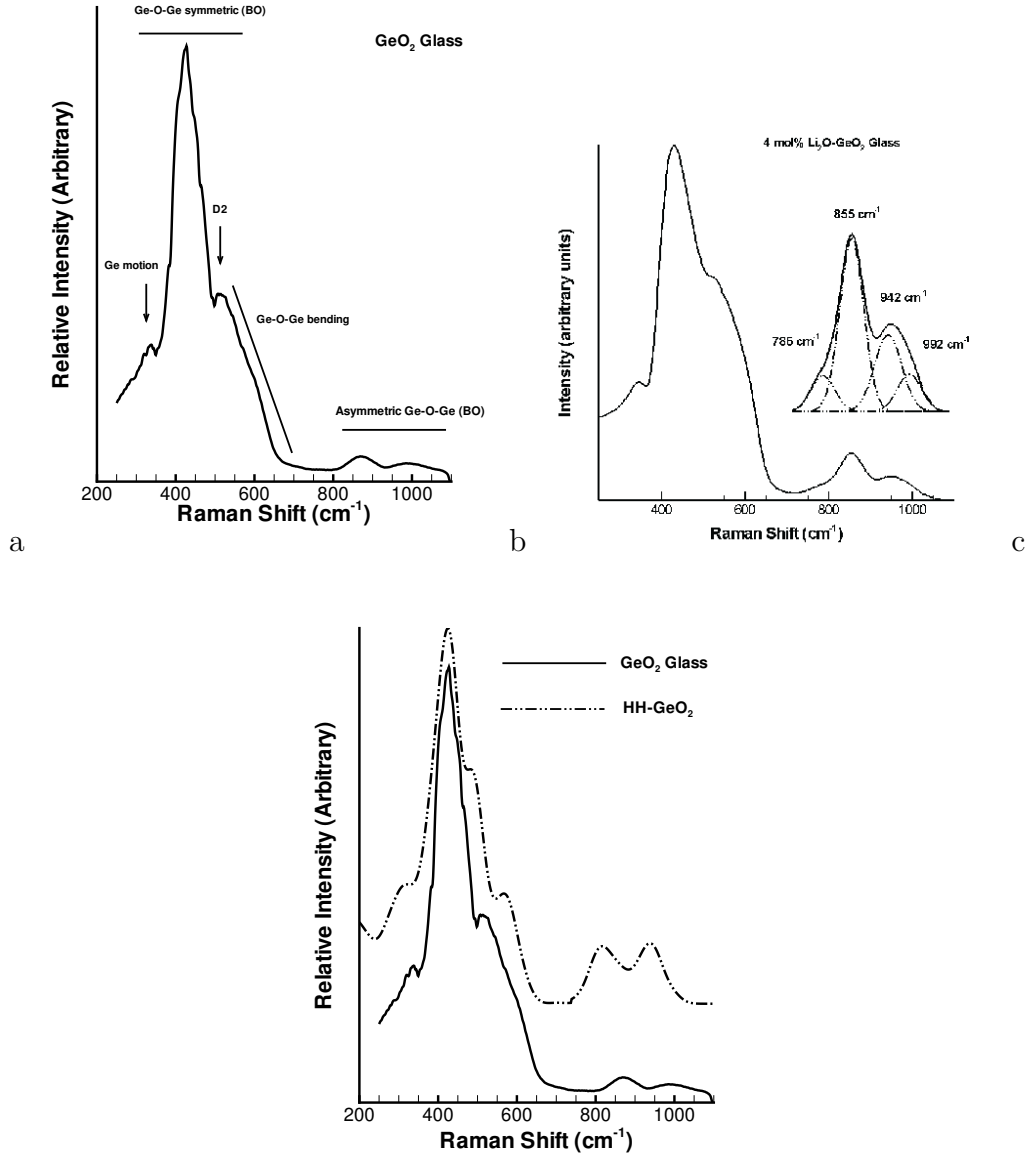 Ge-O-Ge symmetric (BO)
GeO₂ Glass
D2
Ge motion
Ge-O-Ge bending
Asymmetric Ge-O-Ge (BO)
Relative Intensity (Arbitrary)
200 400 600 800 1000
Raman Shift (cm⁻¹)
a
4 mol% Li₂O-GeO₂ Glass
855 cm⁻¹
942 cm⁻¹
786 cm⁻¹
992 cm⁻¹
Intensity (arbitrary units)
400 600 800 1000
Raman Shift (cm⁻¹)
b
c
GeO₂ Glass
HH-GeO₂
Relative Intensity (Arbitrary)
200 400 600 800 1000
Raman Shift (cm⁻¹)